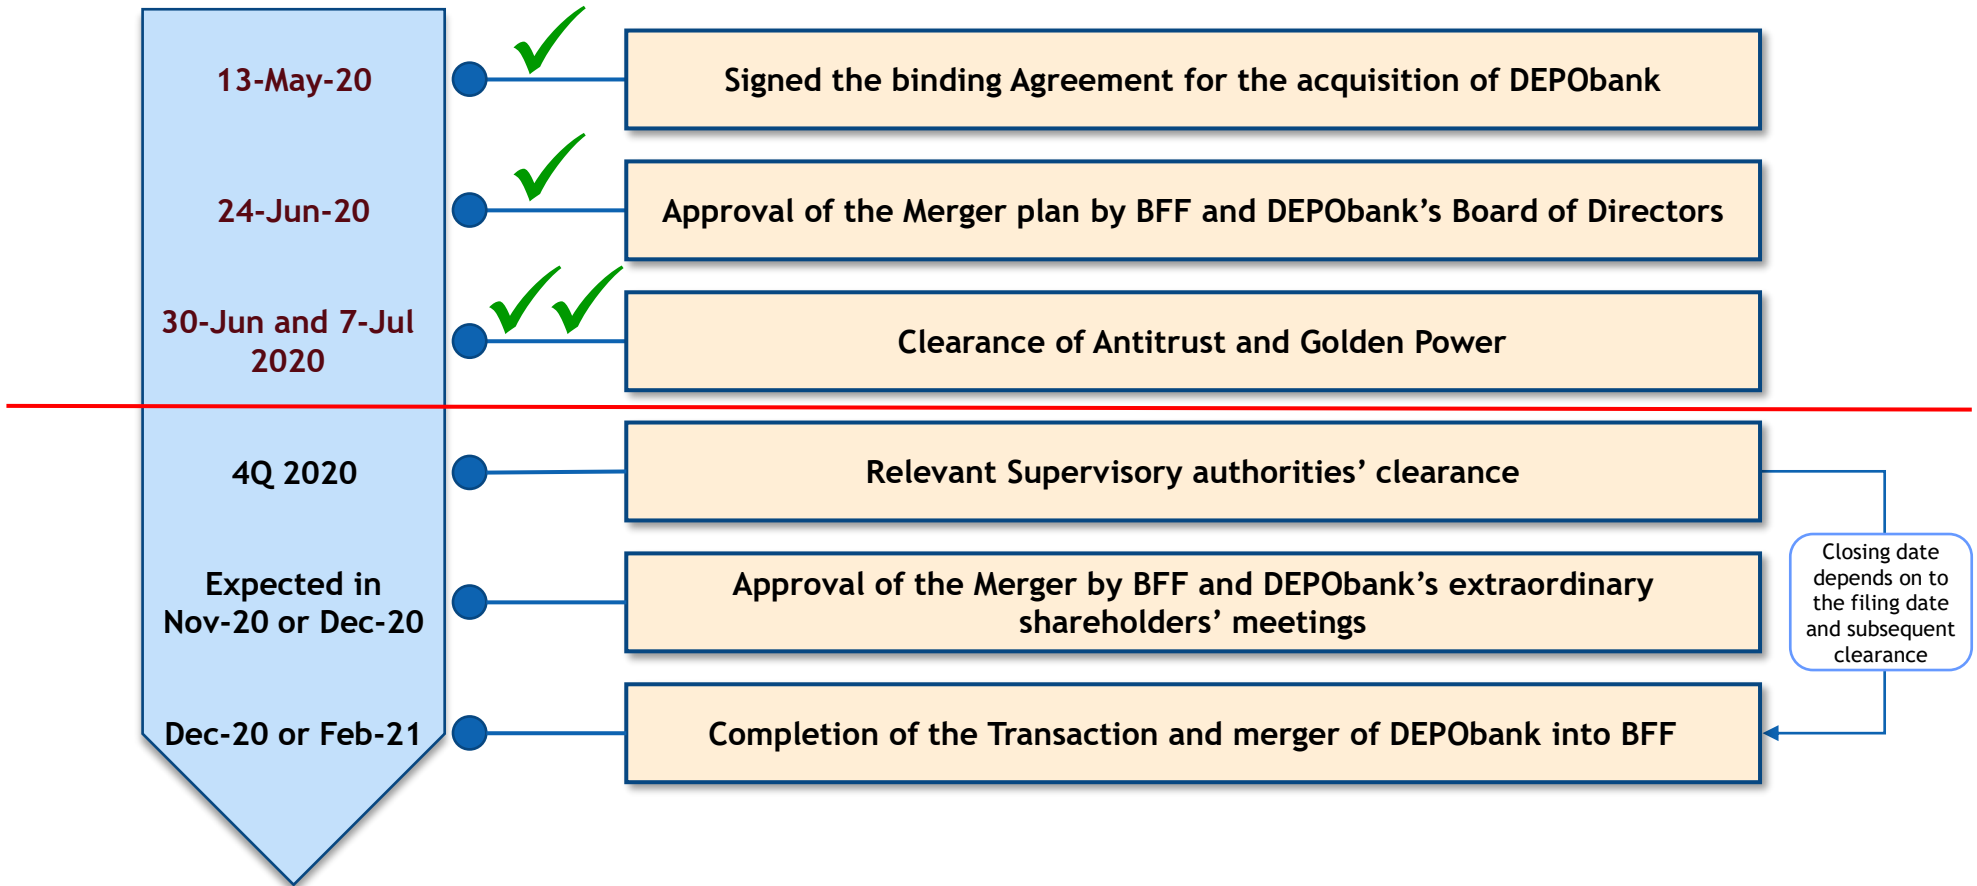 13-May-20
Signed the binding Agreement for the acquisition of DEPObank
24-Jun-20
Approval of the Merger plan by BFF and DEPObank’s Board of Directors
30-Jun and 7-Jul
2020
Clearance of Antitrust and Golden Power
4Q 2020
Relevant Supervisory authorities’ clearance
Expected in
Nov-20 or Dec-20
Approval of the Merger by BFF and DEPObank’s extraordinary
shareholders’ meetings
Closing date
depends on to
the filing date
and subsequent
clearance
Dec-20 or Feb-21
Completion of the Transaction and merger of DEPObank into BFF